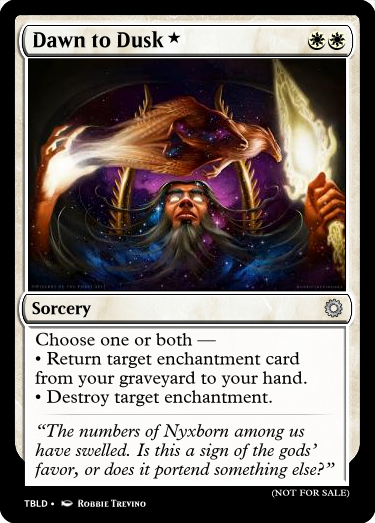 Dawn to Dusk ★
Sorcery
Choose one or both —
• Return target enchantment card
from your graveyard to your hand.
• Destroy target enchantment.
“The numbers of Nyxborn among us
have swelled. Is this a sign of the gods’
favor, or does it portend something else?”
(NOT FOR SALE)
TBLD • Robbie Trevino